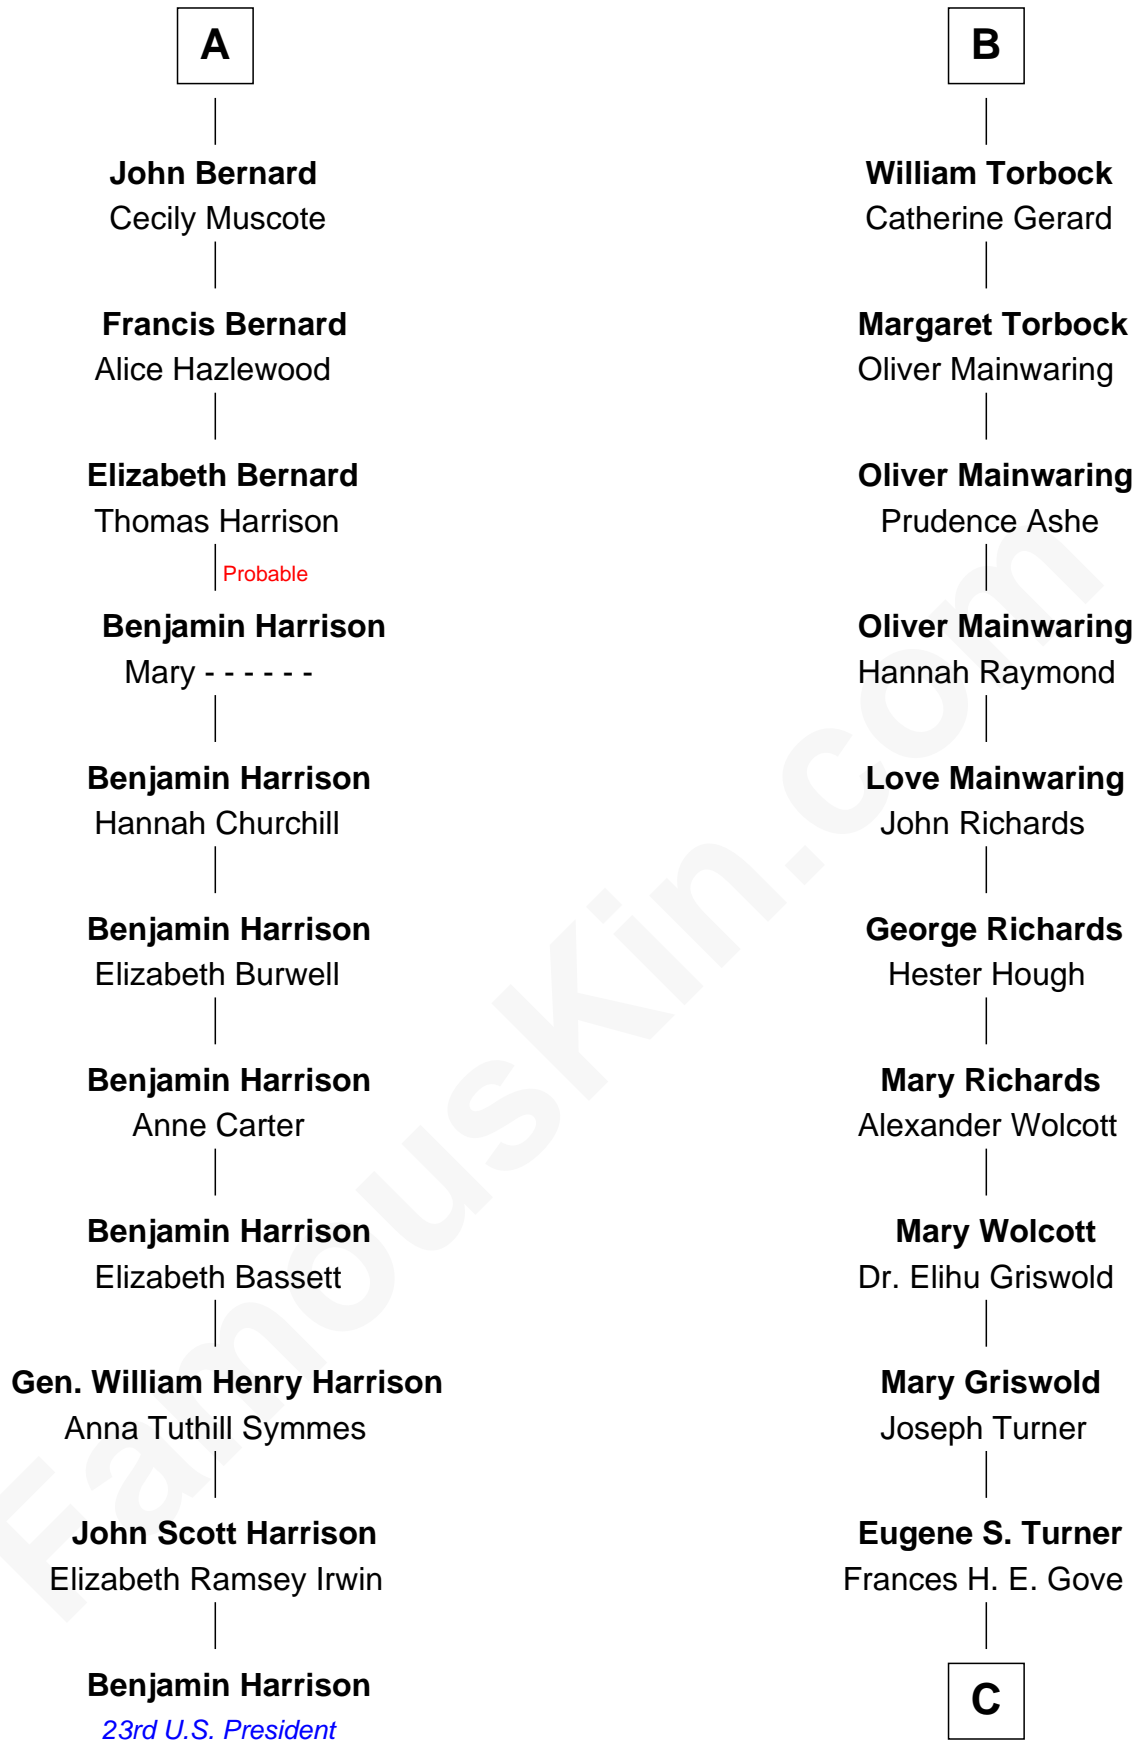 A
John Bernard
Cecily Muscote
Francis Bernard
Alice Hazlewood
Elizabeth Bernard
Thomas Harrison
Probable
Benjamin Harrison
Mary - - - - - -
Benjamin Harrison
Hannah Churchill
Benjamin Harrison
Elizabeth Burwell
Benjamin Harrison
Anne Carter
Benjamin Harrison
Elizabeth Bassett
Gen. William Henry Harrison
Anna Tuthill Symmes
John Scott Harrison
Elizabeth Ramsey Irwin
Benjamin Harrison
23rd U.S. President
B
William Torbock
Catherine Gerard
Margaret Torbock
Oliver Mainwaring
Oliver Mainwaring
Prudence Ashe
Oliver Mainwaring
Hannah Raymond
Love Mainwaring
John Richards
George Richards
Hester Hough
Mary Richards
Alexander Wolcott
Mary Wolcott
Dr. Elihu Griswold
Mary Griswold
Joseph Turner
Eugene S. Turner
Frances H. E. Gove
C
FamousKin.com